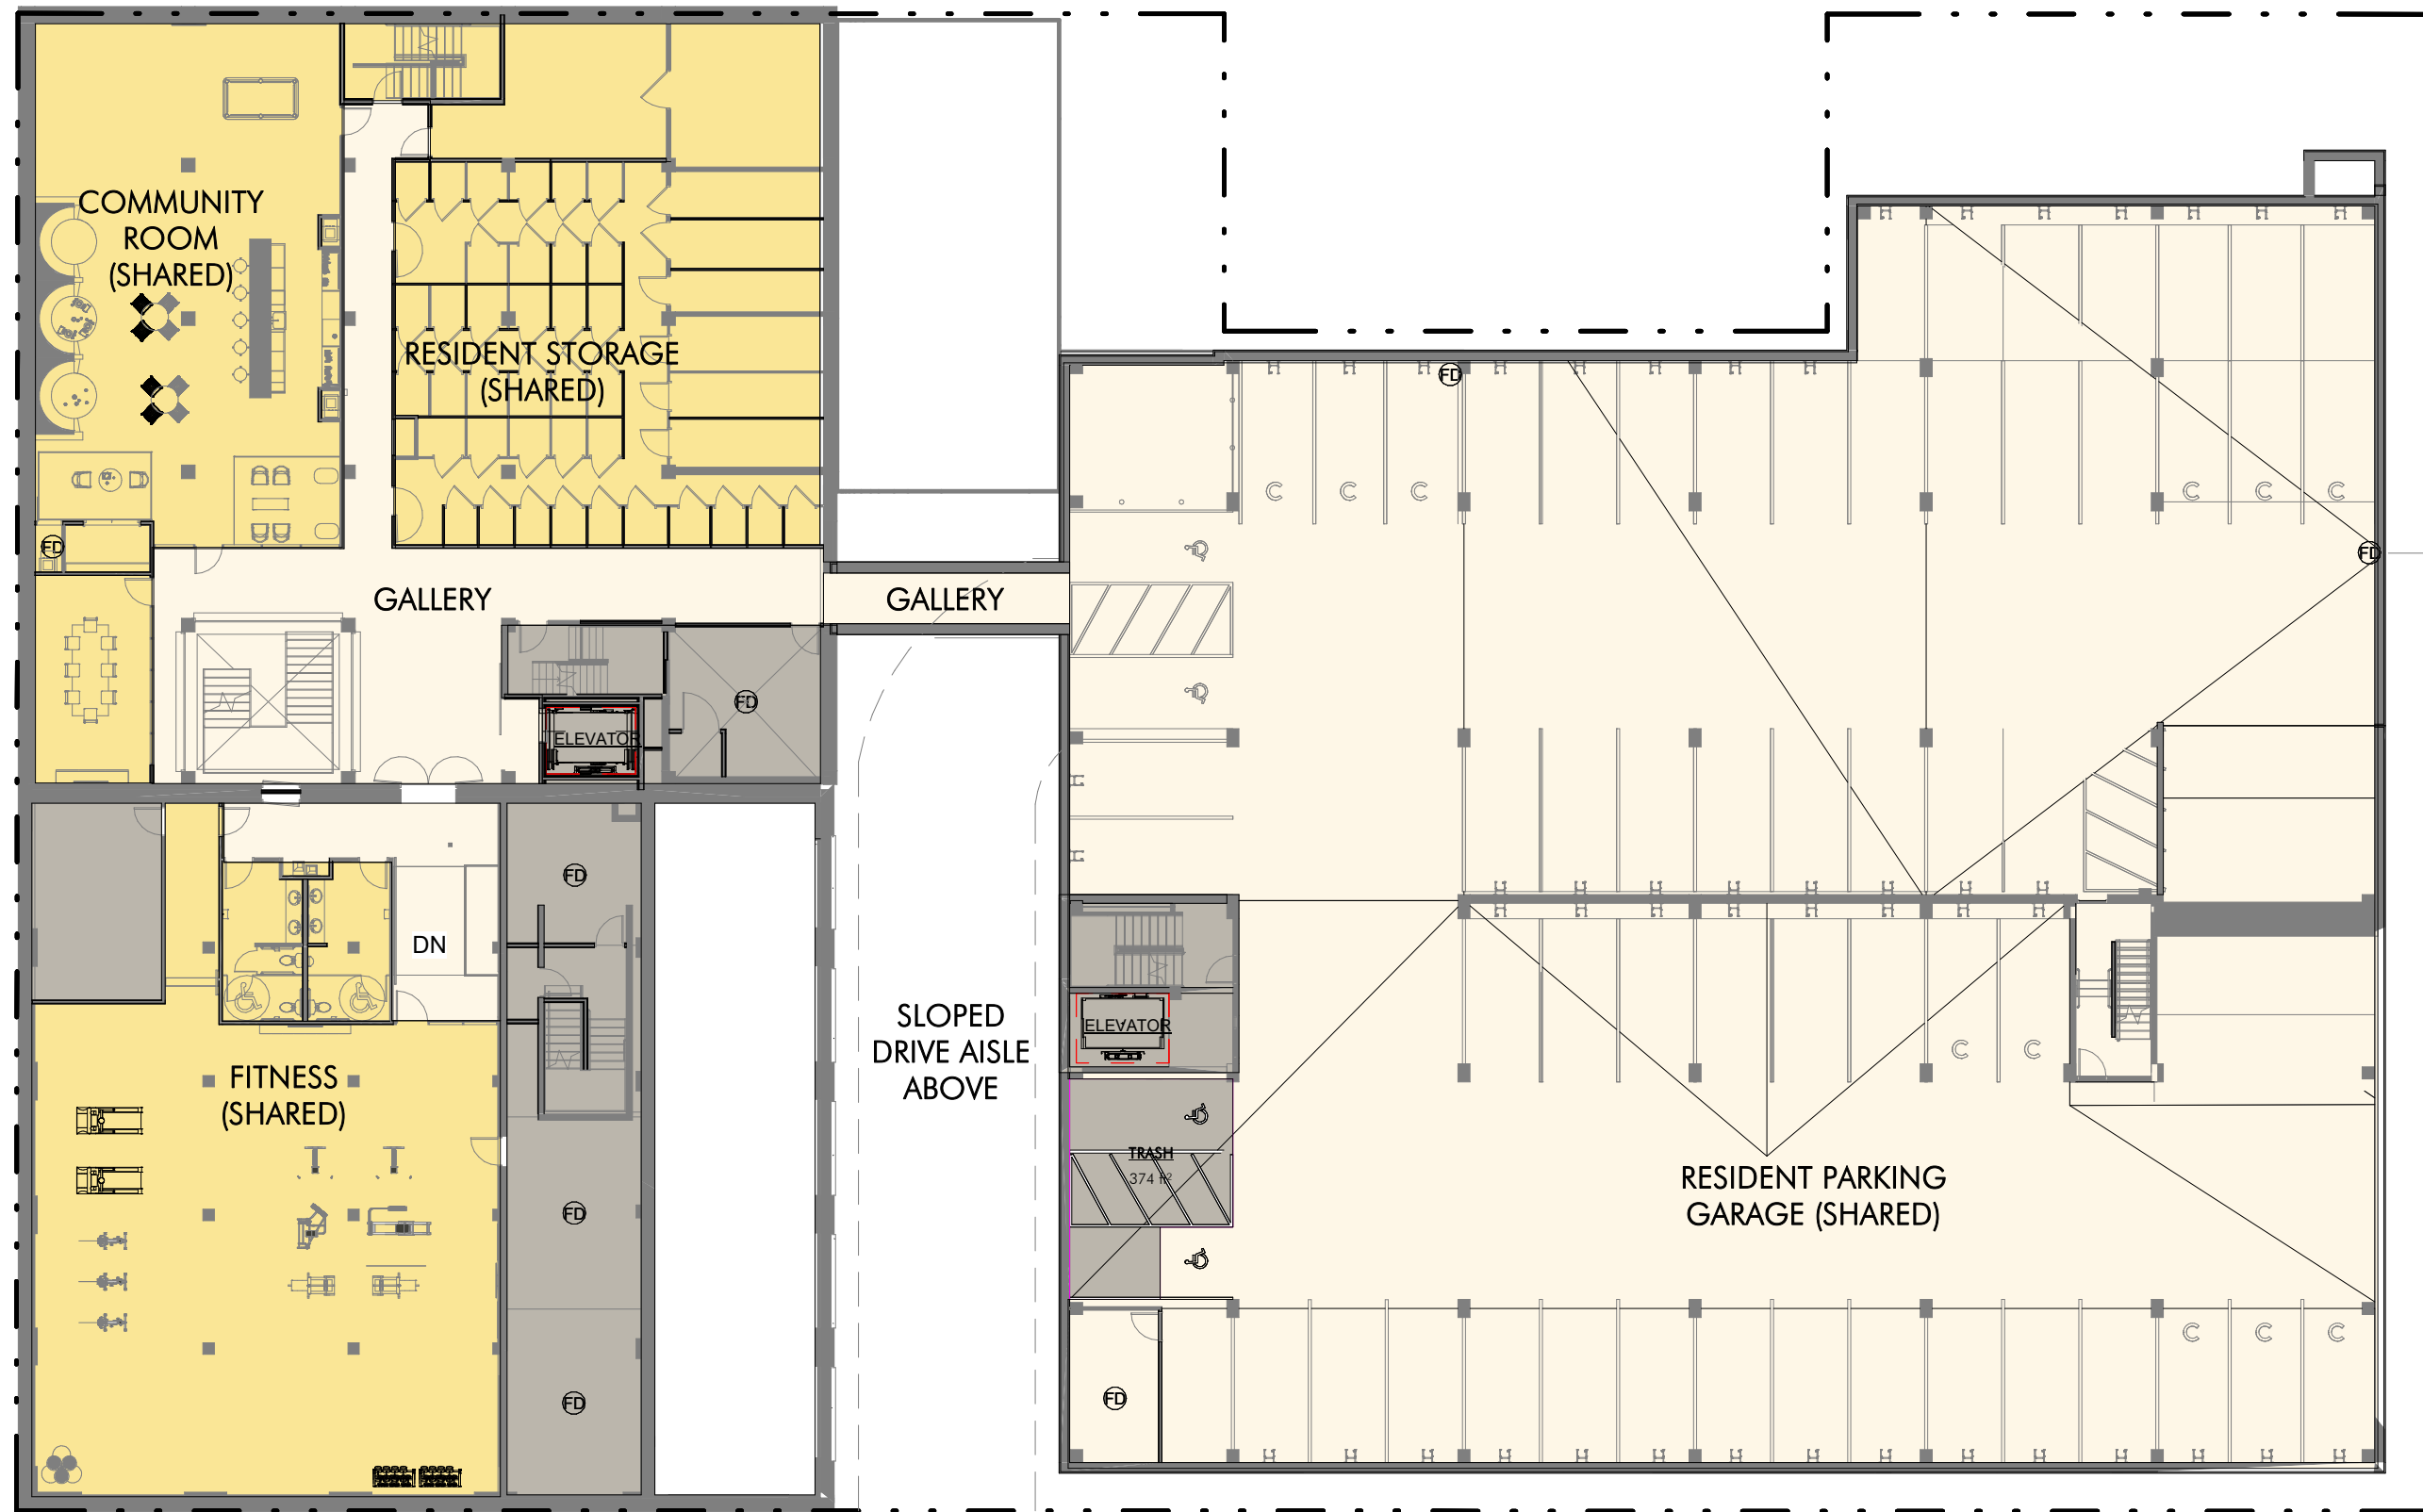 COMMUNITY
ROOM
(SHARED)
RESIDENT STORAGE
(SHARED)
FD
C
C
C
C
C
C
FD
FD
GALLERY
GALLERY
FD
ELEVATOR
FD
DN
SLOPED
DRIVE AISLE
ABOVE
ELEVATOR
C
C
FITNESS
(SHARED)
TRASH
374 ft²
RESIDENT PARKING
GARAGE (SHARED)
FD
C
C
C
FD
FD